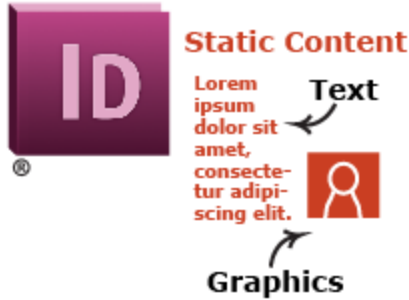 ID
®
Static Content
Lorem
ipsum
dolor sit
amet,
consecte-
tur adipi-
scing elit.
Text
Graphics